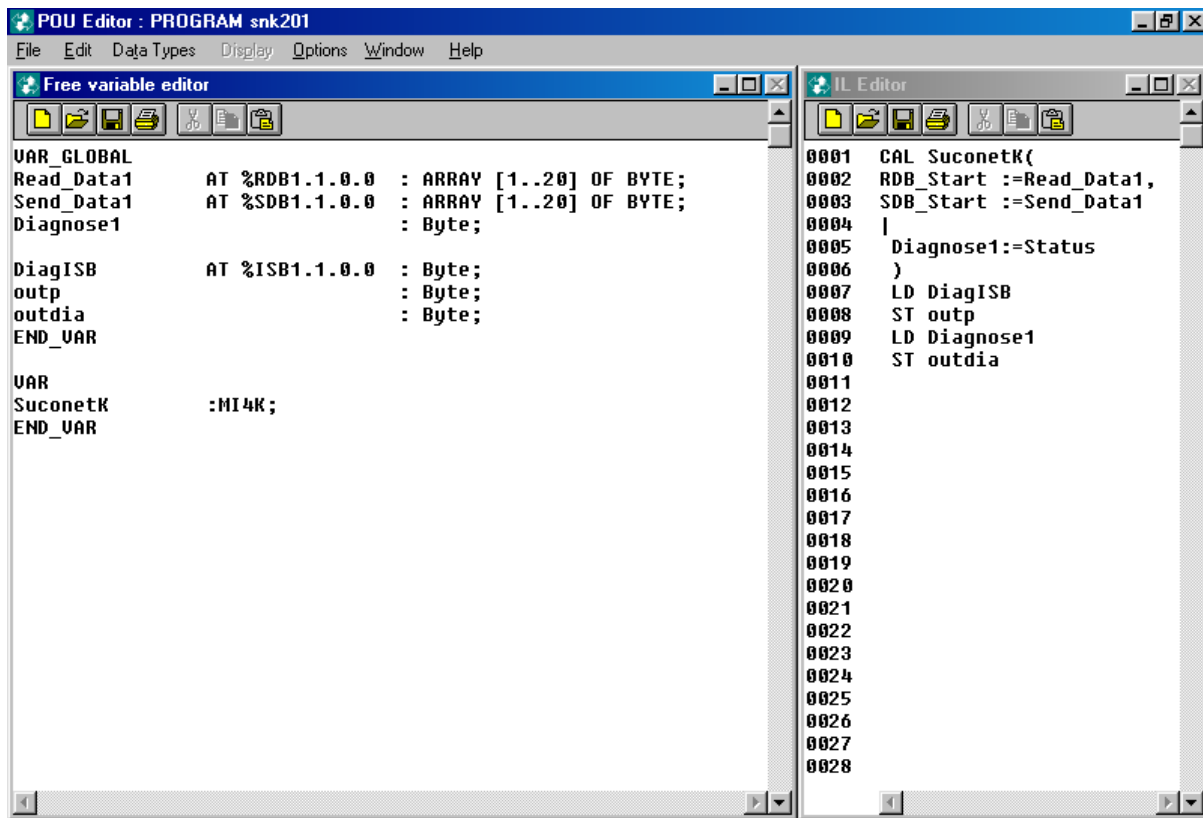 POU Editor : PROGRAM snk201
File Edit Data Types Display Options Window Help
Free variable editor
VAR_GLOBAL
Read_Data1 AT %RDB1.1.0.0 : ARRAY [1..20] OF BYTE;
Send_Data1 AT %SDB1.1.0.0 : ARRAY [1..20] OF BYTE;
Diagnose1 : Byte;
DiagISB AT %ISB1.1.0.0 : Byte;
outp : Byte;
outdia : Byte;
END_VAR
VAR
SuconetK :MI4K;
END_VAR
IL Editor
0001 CAL SuconetK(
0002 RDB_Start :=Read_Data1,
0003 SDB_Start :=Send_Data1
0004 |
0005 Diagnose1:=Status
0006 )
0007 LD DiagISB
0008 ST outp
0009 LD Diagnose1
0010 ST outdia
0011
0012
0013
0014
0015
0016
0017
0018
0019
0020
0021
0022
0023
0024
0025
0026
0027
0028